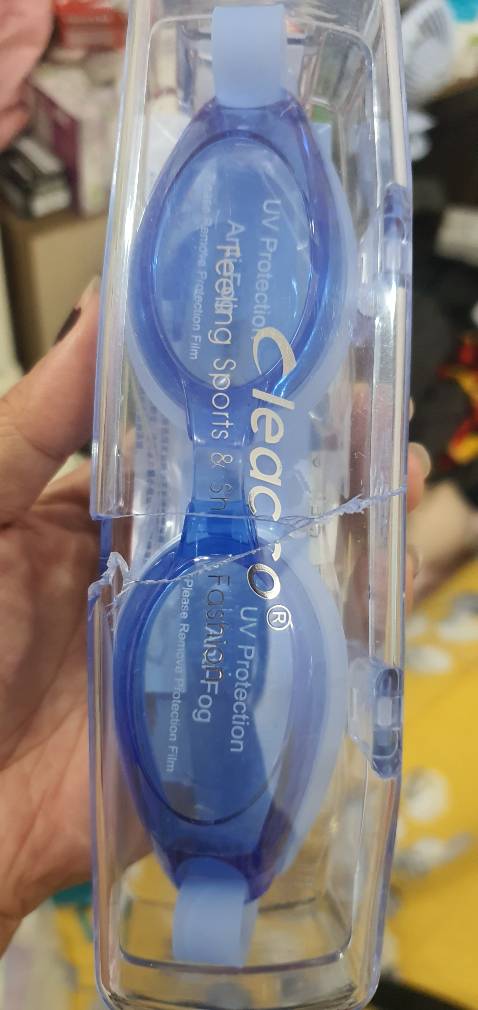 Cleacco®
Feeling Sports & Sh Fashion
UV Protection
Anti-Fog
Please Remove Protection Film
UV Protection
Anti-Fog
Please Remove Protection Film